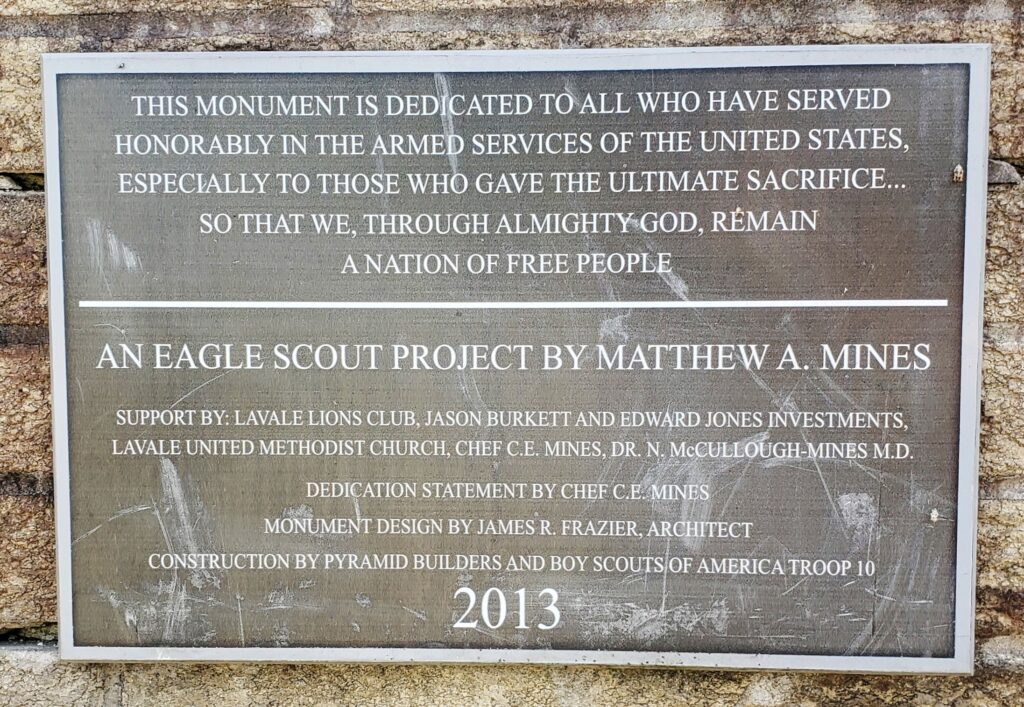 THIS MONUMENT IS DEDICATED TO ALL WHO HAVE SERVED
HONORABLY IN THE ARMED SERVICES OF THE UNITED STATES,
ESPECIALLY TO THOSE WHO GAVE THE ULTIMATE SACRIFICE...
SO THAT WE, THROUGH ALMIGHTY GOD, REMAIN
A NATION OF FREE PEOPLE
AN EAGLE SCOUT PROJECT BY MATTHEW A. MINES
SUPPORT BY: LAVALE LIONS CLUB, JASON BURKETT AND EDWARD JONES INVESTMENTS,
LAVALE UNITED METHODIST CHURCH, CHEF C.E. MINES, DR. N. McCULLOUGH-MINES M.D.
DEDICATION STATEMENT BY CHEF C.E. MINES
MONUMENT DESIGN BY JAMES R. FRAZIER, ARCHITECT
CONSTRUCTION BY PYRAMID BUILDERS AND BOY SCOUTS OF AMERICA TROOP 10
2013